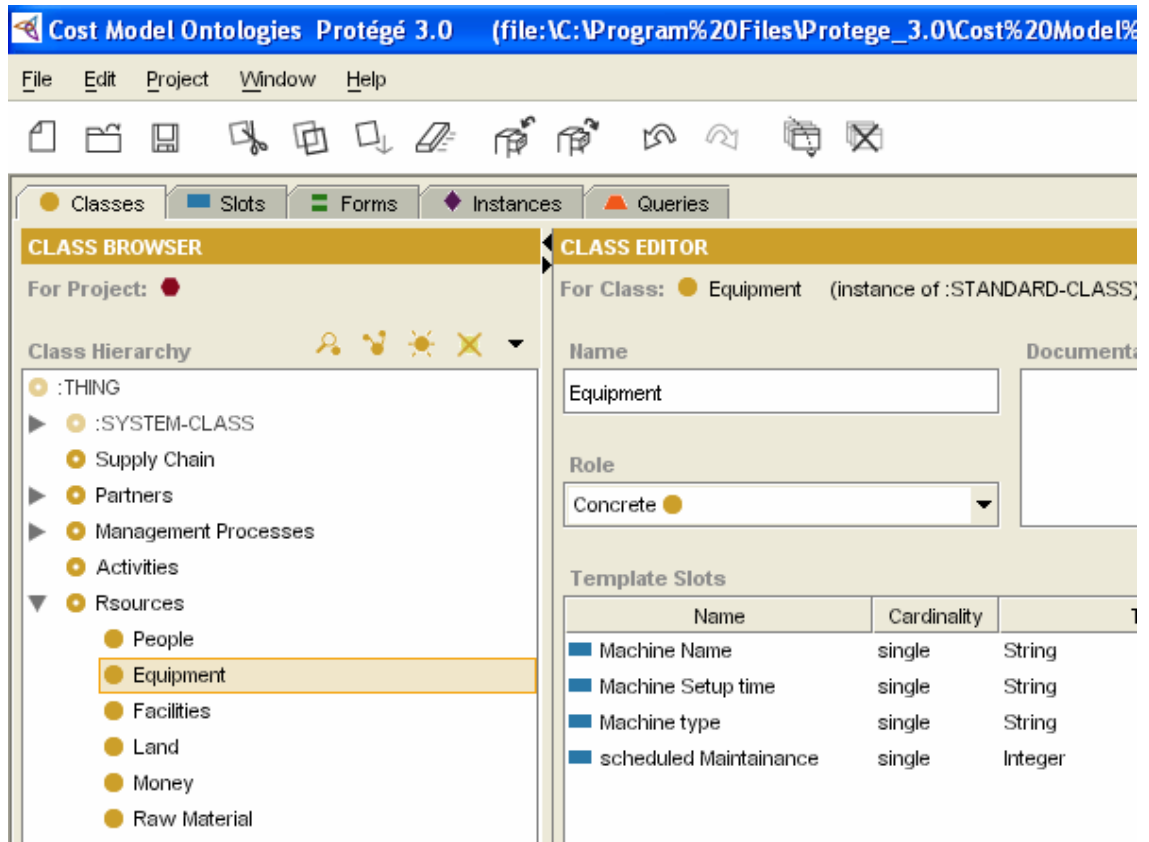 Cost Model Ontologies Protégé 3.0 (file:\C:\Program%20Files\Protege_3.0\Cost%20Model%
File Edit Project Window Help
Classes Slots Forms Instances Queries
CLASS BROWSER
For Project:
Class Hierarchy
:THING
:SYSTEM-CLASS
Supply Chain
Partners
Management Processes
Activities
Rsources
People
Equipment
Facilities
Land
Money
Raw Material
CLASS EDITOR
For Class: Equipment (instance of :STANDARD-CLASS)
Name Documenta
Equipment
Role
Concrete
Template Slots
Name Cardinality T
Machine Name single String
Machine Setup time single String
Machine type single String
scheduled Maintainance single Integer